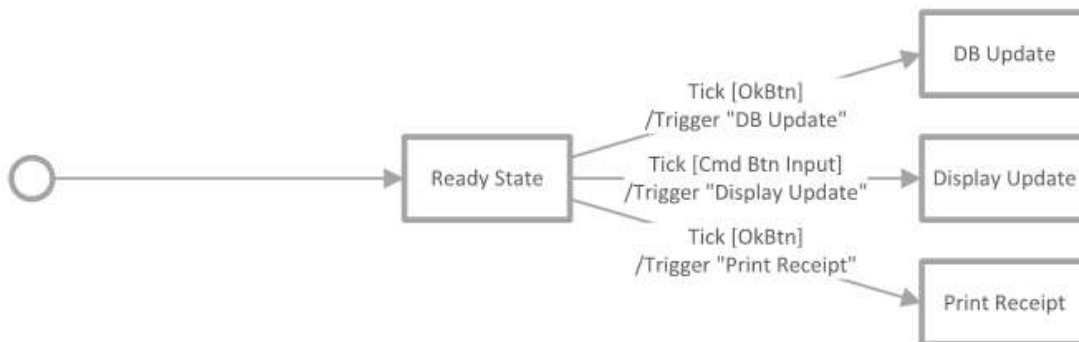 DB Update
Tick [OkBtn]
/Trigger "DB Update"
Ready State
Tick [Cmd Btn Input]
/Trigger "Display Update"
Display Update
Tick [OkBtn]
/Trigger "Print Receipt"
Print Receipt